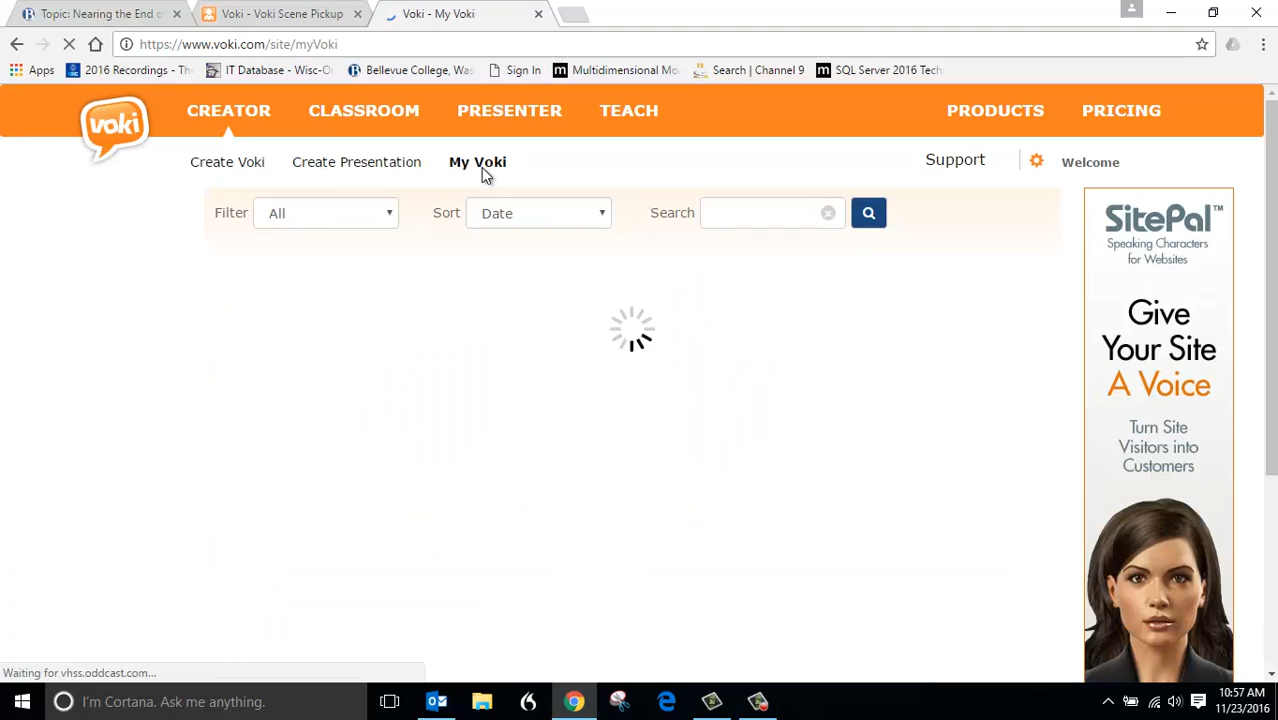 Topic: Nearing the End of
Voki - Voki Scene Pickup
Voki - My Voki
https://www.voki.com/site/myVoki
Apps
2016 Recordings - The
IT Database - Wisc-O
Bellevue College, Was
Sign In
Multidimensional Mo
Search | Channel 9
SQL Server 2016 Tech
voki
CREATOR
CLASSROOM
PRESENTER
TEACH
PRODUCTS
PRICING
Create Voki
Create Presentation
My Voki
Support
Welcome
Filter
All
Sort
Date
Search
SitePal™
Speaking Characters
for Websites
Give
Your Site
A Voice
Turn Site
Visitors into
Customers
Waiting for vhss.oddcast.com...
I'm Cortana. Ask me anything.
10:57 AM
11/23/2016